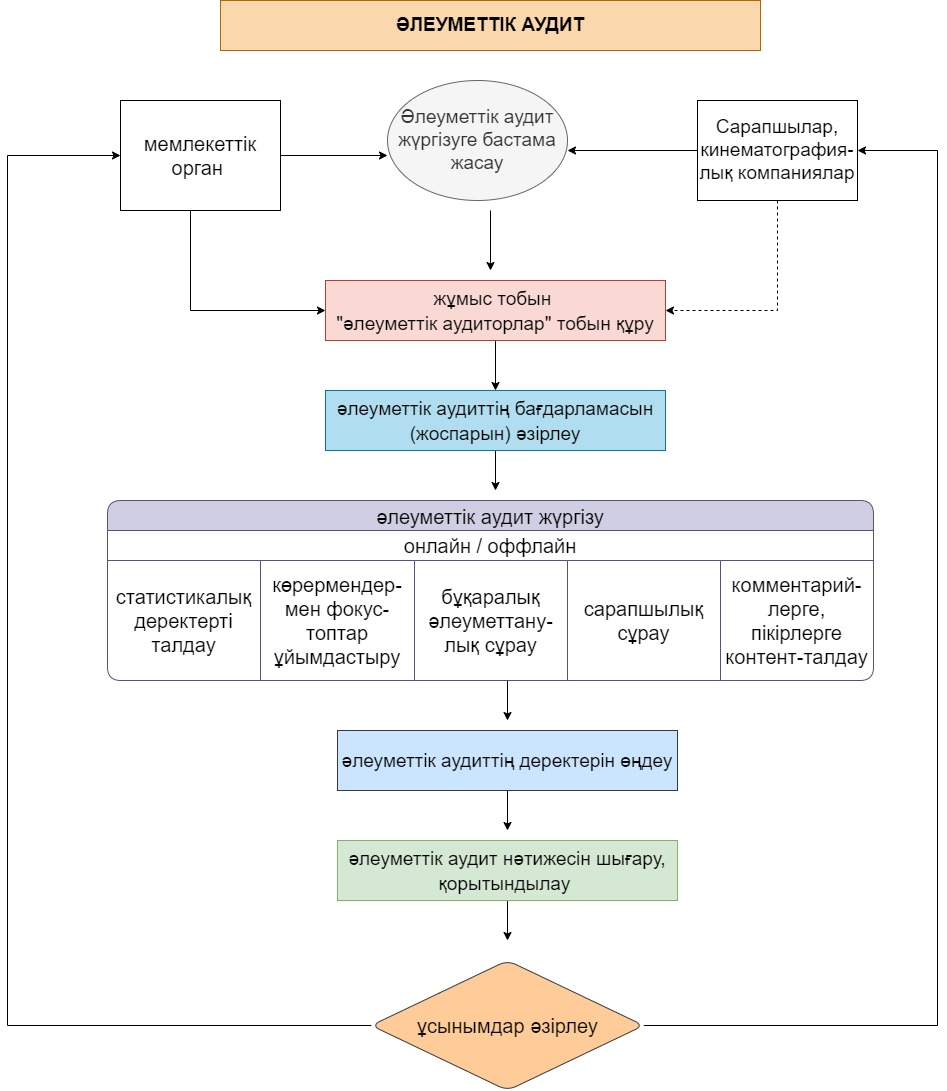 ӘЛЕУМЕТТІК АУДИТ
мемлекеттік
орган
Әлеуметтік аудит
жүргізуге бастама
жасау
Сарапшылар,
кинематография-
лық компаниялар
жұмыс тобын
"әлеуметтік аудиторлар" тобын құру
әлеуметтік аудиттің бағдарламасын
(жоспарын) әзірлеу
әлеуметтік аудит жүргізу
онлайн / оффлайн
статистикалық
деректерті
талдау
көрермендер-
мен фокус-
топтар
ұйымдастыру
бұқаралық
әлеуметтану-
лық сұрау
сарапшылық
сұрау
комментарий-
лерге,
пікірлерге
контент-талдау
әлеуметтік аудиттің деректерін өңдеу
әлеуметтік аудит нәтижесін шығару,
қорытындылау
ұсынымдар әзірлеу